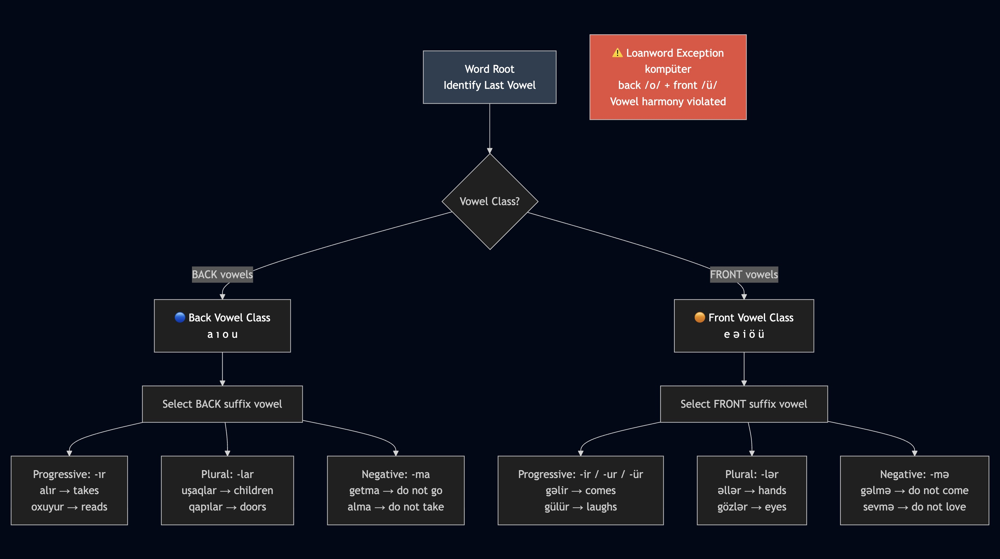 Word Root
Identify Last Vowel
⚠️ Loanword Exception
kompüter
back /o/ + front /ü/
Vowel harmony violated
Vowel Class?
BACK vowels
FRONT vowels
🔵 Back Vowel Class
a ı o u
🟠 Front Vowel Class
e ə i ö ü
Select BACK suffix vowel
Select FRONT suffix vowel
Progressive: -ır
alır → takes
oxuyur → reads
Plural: -lar
uşaqlar → children
qapılar → doors
Negative: -ma
getma → do not go
alma → do not take
Progressive: -ir / -ur / -ür
gəlir → comes
gülür → laughs
Plural: -lər
əllər → hands
gözlər → eyes
Negative: -mə
gəlmə → do not come
sevmə → do not love